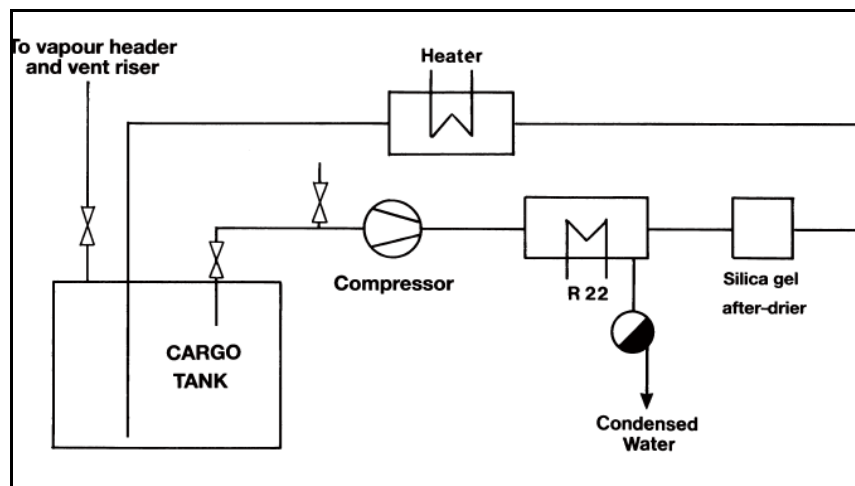 To vapour header
and vent riser
Heater
Compressor
R 22
Silica gel
after-drier
CARGO
TANK
Condensed
Water